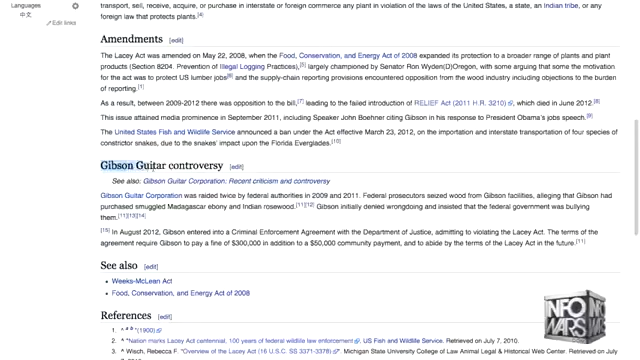 Languages
中文
Edit links
transport, sell, receive, acquire, or purchase in interstate or foreign commerce any plant in violation of the laws of the United States, a state, an Indian tribe, or any
foreign law that protects plants.[4]
Amendments [edit]
The Lacey Act was amended on May 22, 2008, when the Food, Conservation, and Energy Act of 2008 expanded its protection to a broader range of plants and plant
products (Section 8204. Prevention of Illegal Logging Practices),[5] largely championed by Senator Ron Wyden(D)Oregon, with some arguing that some the motivation
for the act was to protect US lumber jobs[6] and the supply-chain reporting provisions encountered opposition from the wood industry including objections to the burden
of reporting.[1]
As a result, between 2009-2012 there was opposition to the bill,[7] leading to the failed introduction of RELIEF Act (2011 H.R. 3210), which died in June 2012.[8]
This issue attained media prominence in September 2011, including Speaker John Boehner citing Gibson in his response to President Obama's jobs speech.[9]
The United States Fish and Wildlife Service announced a ban under the Act effective March 23, 2012, on the importation and interstate transportation of four species of
constrictor snakes, due to the snakes' impact upon the Florida Everglades.[10]
Gibson Guitar controversy [edit]
See also: Gibson Guitar Corporation: Recent criticism and controversy
Gibson Guitar Corporation was raided twice by federal authorities in 2009 and 2011. Federal prosecutors seized wood from Gibson facilities, alleging that Gibson had
purchased smuggled Madagascar ebony and Indian rosewood.[11][12] Gibson initially denied wrongdoing and insisted that the federal government was bullying
them.[11][13][14]
[15] In August 2012, Gibson entered into a Criminal Enforcement Agreement with the Department of Justice, admitting to violating the Lacey Act. The terms of the
agreement require Gibson to pay a fine of $300,000 in addition to a $50,000 community payment, and to abide by the terms of the Lacey Act in the future.[11]
See also [edit]
• Weeks-McLean Act
• Food, Conservation, and Energy Act of 2008
References [edit]
1. ^ a b "(1900)
2. ^ "Nation marks Lacey Act centennial, 100 years of federal wildlife law enforcement. US Fish and Wildlife Service. Retrieved on July 7, 2010.
3. ^ Wisch, Rebecca F. "Overview of the Lacey Act (16 U.S.C. SS 3371-3378)". Michigan State University College of Law Animal Legal & Historical Web Center. Retrieved on July
INFO
WARS